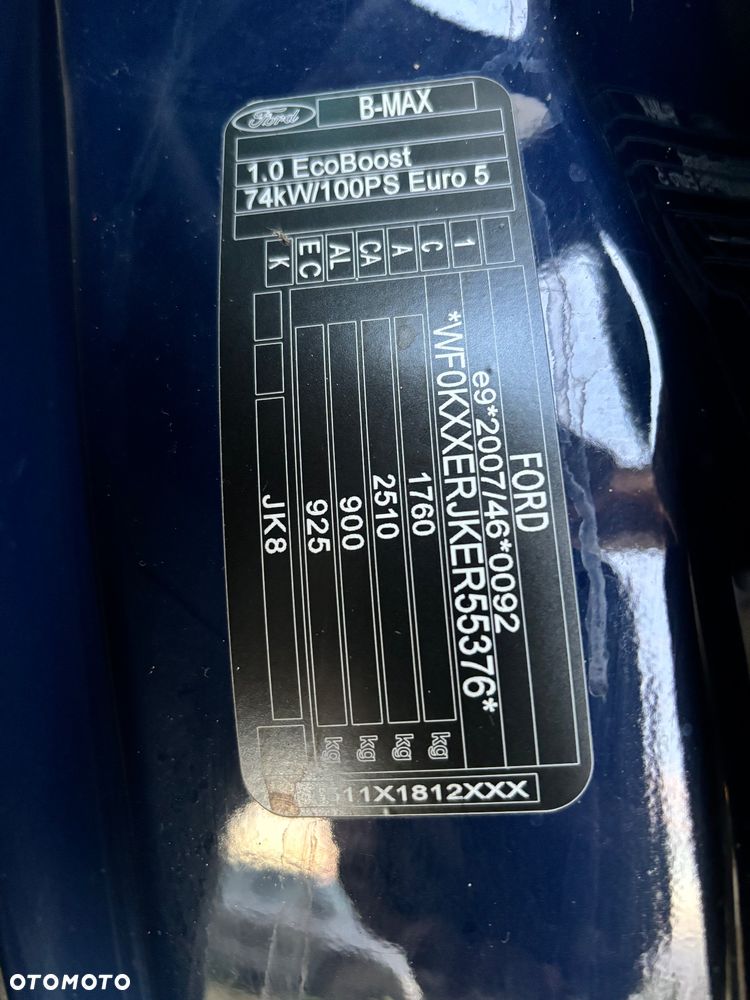 Ford
B-MAX
1.0 EcoBoost
74kW/100PS Euro 5
K
EC
AL
CA
A
C
1
FORD
e9*2007/46*0092
*WF0KXXERJKER55376*
1760 kg
2510 kg
900 kg
925 kg
JK8
11X1812XXX
OTOMOTO